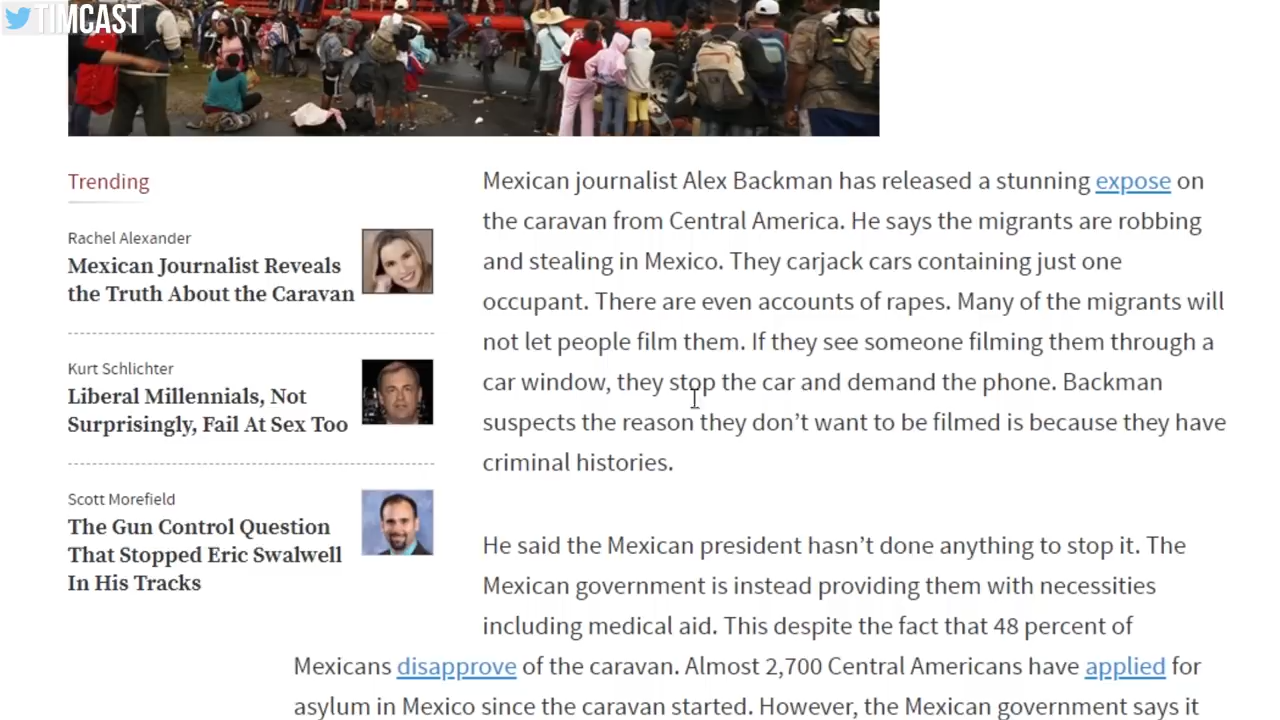 TIMCAST
Trending
Rachel Alexander
Mexican Journalist Reveals
the Truth About the Caravan
Kurt Schlichter
Liberal Millennials, Not
Surprisingly, Fail At Sex Too
Scott Morefield
The Gun Control Question
That Stopped Eric Swalwell
In His Tracks
Mexican journalist Alex Backman has released a stunning expose on
the caravan from Central America. He says the migrants are robbing
and stealing in Mexico. They carjack cars containing just one
occupant. There are even accounts of rapes. Many of the migrants will
not let people film them. If they see someone filming them through a
car window, they stop the car and demand the phone. Backman
suspects the reason they don’t want to be filmed is because they have
criminal histories.
He said the Mexican president hasn’t done anything to stop it. The
Mexican government is instead providing them with necessities
including medical aid. This despite the fact that 48 percent of
Mexicans disapprove of the caravan. Almost 2,700 Central Americans have applied for
asylum in Mexico since the caravan started. However, the Mexican government says it